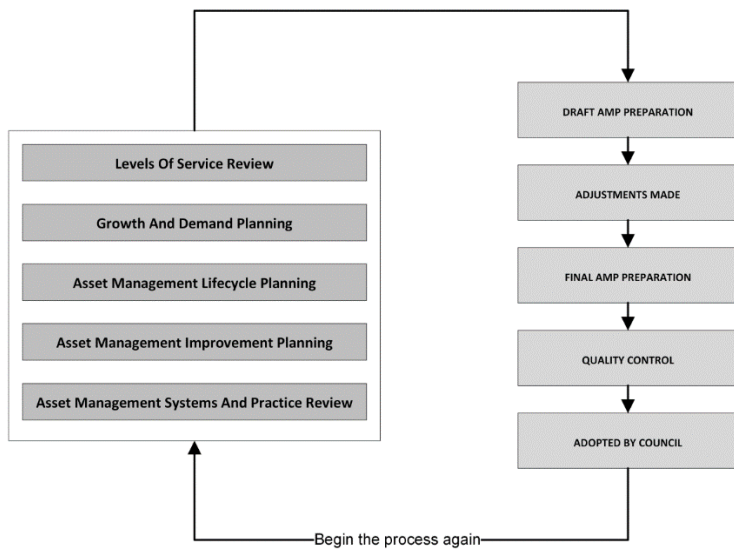 Levels Of Service Review
Growth And Demand Planning
Asset Management Lifecycle Planning
Asset Management Improvement Planning
Asset Management Systems And Practice Review
DRAFT AMP PREPARATION
ADJUSTMENTS MADE
FINAL AMP PREPARATION
QUALITY CONTROL
ADOPTED BY COUNCIL
Begin the process again